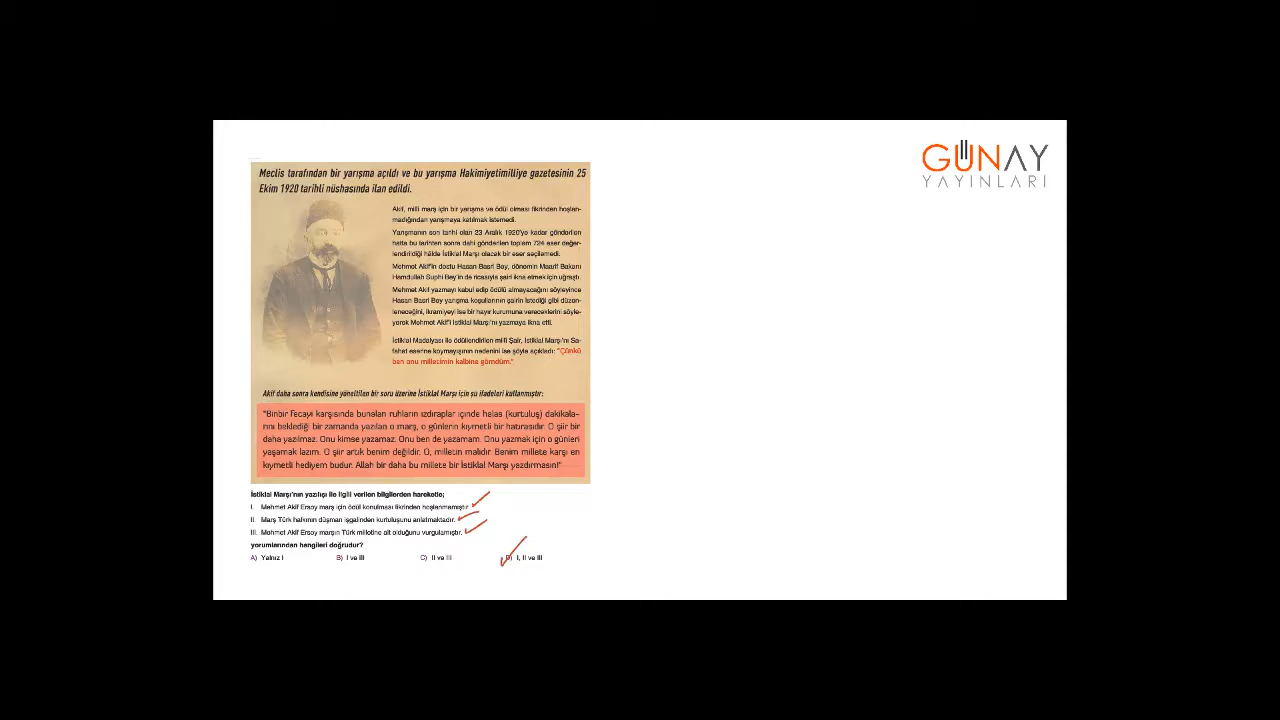 GÜNAY
YAYINLARI
Meclis tarafından bir yarışma açıldı ve bu yarışma Hakimiyetimilliye gazetesinin 25
Ekim 1920 tarihli nüshasında ilan edildi.
Akif, millî marş için bir yarışma ve ödül olması fikrinden hoşlan-
madığından yarışmaya katılmak istemedi.
Yarışmanın son tarihi olan 23 Aralık 1920'ye kadar gönderilen
hatta bu tarihten sonra dahi gönderilen toplam 724 eser değer-
lendirildiği hâlde İstiklal Marşı olacak bir eser seçilemedi.
Mehmet Akif'in dostu Hasan Basri Bey, dönemin Maarif Bakanı
Hamdullah Suphi Bey'in de ricasıyla şairi ikna etmek için uğraştı.
Mehmet Akif yazmayı kabul edip ödülü almayacağını söyleyince
Hasan Basri Bey yarışma koşullarının şairin istediği gibi düzen-
leneceğini, ikramiyeyi ise bir hayır kurumuna vereceklerini söyle-
yerek Mehmet Akif'i İstiklal Marşı'nı yazmaya ikna etti.
İstiklal Madalyası ile ödüllendirilen millî Şair, İstiklal Marşı'nı Sa-
fahat eserine koymayışının nedenini ise şöyle açıkladı: "Çünkü
ben onu milletimin kalbine gömdüm."
Akif daha sonra kendisine yöneltilen bir soru üzerine İstiklal Marşı için şu ifadeleri kullanmıştır:
"Binbir fecayi karşısında bunalan ruhların ızdıraplar içinde halas (kurtuluş) dakikala-
rını beklediği bir zamanda yazılan o marş, o günlerin kıymetli bir hatırasıdır. O şiir bir
daha yazılmaz. Onu kimse yazamaz. Onu ben de yazamam. Onu yazmak için o günleri
yaşamak lazım. O şiir artık benim değildir. O, milletin malıdır. Benim millete karşı en
kıymetli hediyem budur. Allah bir daha bu millete bir İstiklal Marşı yazdırmasın!"
İstiklal Marşı'nın yazılışı ile ilgili verilen bilgilerden hareketle;
I. Mehmet Akif Ersoy marş için ödül konulması fikrinden hoşlanmamıştır.
II. Marş Türk halkının düşman işgalinden kurtuluşunu anlatmaktadır.
III. Mehmet Akif Ersoy marşın Türk milletine ait olduğunu vurgulamıştır.
yorumlarından hangileri doğrudur?
A) Yalnız I B) I ve III C) II ve III D) I, II ve III